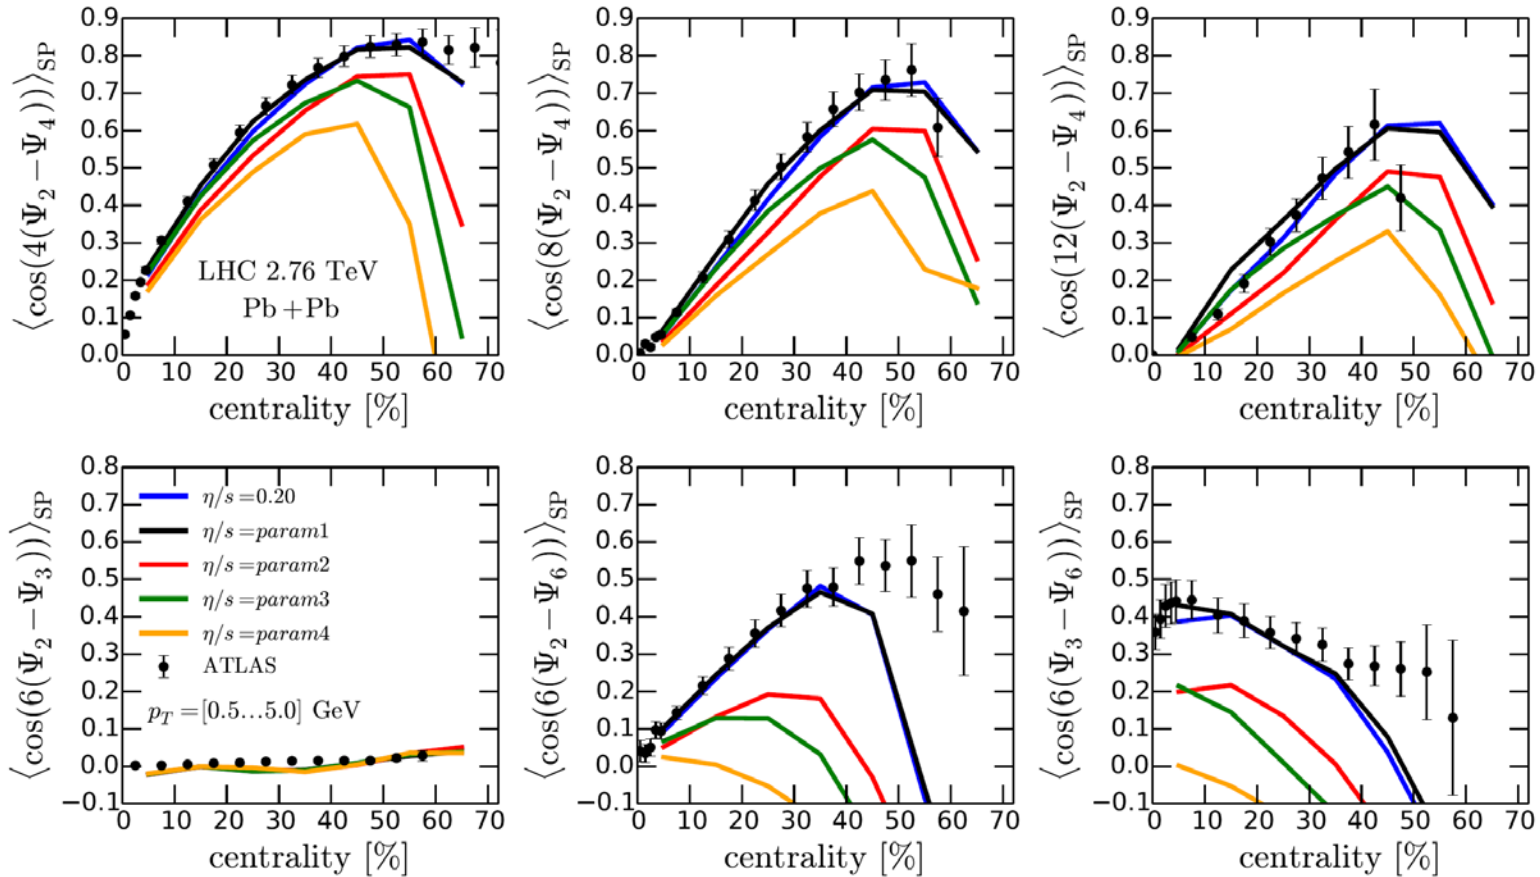 ⟨cos(4(Ψ₂−Ψ₄))⟩SP
0.9
0.8
0.7
0.6
0.5
0.4
0.3
0.2
0.1
0.0
LHC 2.76 TeV
Pb+Pb
0 10 20 30 40 50 60 70
centrality [%]
⟨cos(8(Ψ₂−Ψ₄))⟩SP
0.9
0.8
0.7
0.6
0.5
0.4
0.3
0.2
0.1
0.0
0 10 20 30 40 50 60 70
centrality [%]
⟨cos(12(Ψ₂−Ψ₄))⟩SP
0.9
0.8
0.7
0.6
0.5
0.4
0.3
0.2
0.1
0.0
0 10 20 30 40 50 60 70
centrality [%]
⟨cos(6(Ψ₂−Ψ₃))⟩SP
0.8
0.7
0.6
0.5
0.4
0.3
0.2
0.1
0.0
−0.1
η/s=0.20
η/s=param1
η/s=param2
η/s=param3
η/s=param4
ATLAS
pT=[0.5...5.0] GeV
0 10 20 30 40 50 60 70
centrality [%]
⟨cos(6(Ψ₂−Ψ₆))⟩SP
0.8
0.7
0.6
0.5
0.4
0.3
0.2
0.1
0.0
−0.1
0 10 20 30 40 50 60 70
centrality [%]
⟨cos(6(Ψ₃−Ψ₆))⟩SP
0.8
0.7
0.6
0.5
0.4
0.3
0.2
0.1
0.0
−0.1
0 10 20 30 40 50 60 70
centrality [%]